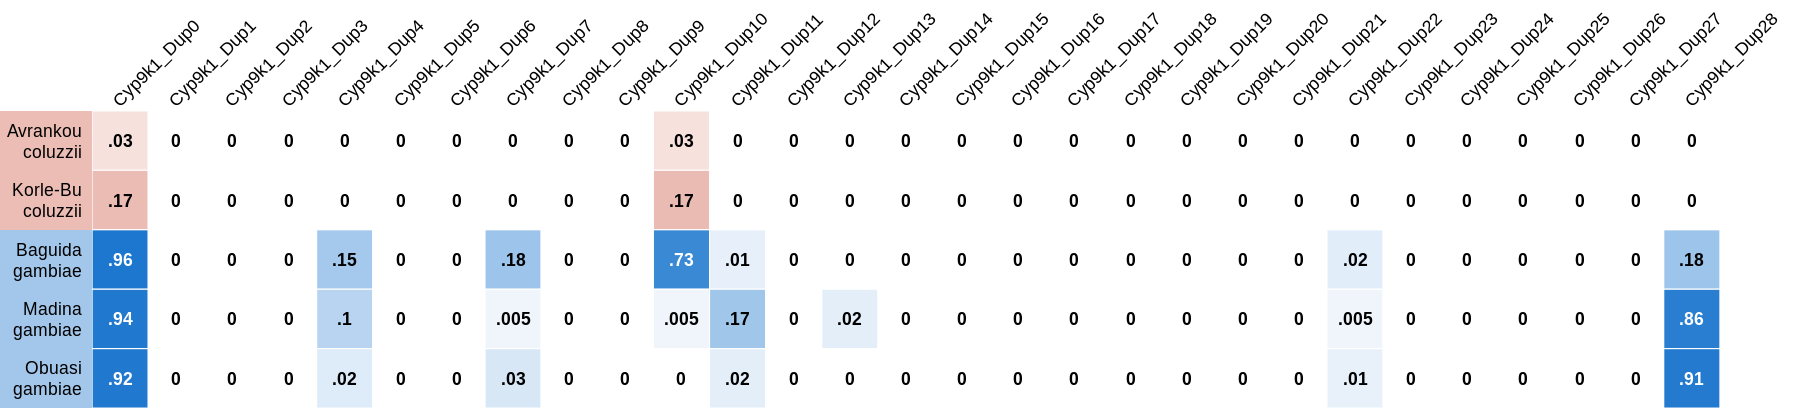 Cyp9k1_Dup0 Cyp9k1_Dup1 Cyp9k1_Dup2 Cyp9k1_Dup3 Cyp9k1_Dup4 Cyp9k1_Dup5 Cyp9k1_Dup6 Cyp9k1_Dup7 Cyp9k1_Dup8 Cyp9k1_Dup9 Cyp9k1_Dup10 Cyp9k1_Dup11 Cyp9k1_Dup12 Cyp9k1_Dup13 Cyp9k1_Dup14 Cyp9k1_Dup15 Cyp9k1_Dup16 Cyp9k1_Dup17 Cyp9k1_Dup18 Cyp9k1_Dup19 Cyp9k1_Dup20 Cyp9k1_Dup21 Cyp9k1_Dup22 Cyp9k1_Dup23 Cyp9k1_Dup24 Cyp9k1_Dup25 Cyp9k1_Dup26 Cyp9k1_Dup27 Cyp9k1_Dup28
Avrankou
coluzzii
.03 0 0 0 0 0 0 0 0 0 .03 0 0 0 0 0 0 0 0 0 0 0 0 0 0 0 0 0 0
Korle-Bu
coluzzii
.17 0 0 0 0 0 0 0 0 0 .17 0 0 0 0 0 0 0 0 0 0 0 0 0 0 0 0 0 0
Baguida
gambiae
.96 0 0 0 .15 0 0 .18 0 0 .73 .01 0 0 0 0 0 0 0 0 0 0 .02 0 0 0 0 0 .18
Madina
gambiae
.94 0 0 0 .1 0 0 .005 0 0 .005 .17 0 .02 0 0 0 0 0 0 0 0 .005 0 0 0 0 0 .86
Obuasi
gambiae
.92 0 0 0 .02 0 0 .03 0 0 0 .02 0 0 0 0 0 0 0 0 0 0 .01 0 0 0 0 0 .91